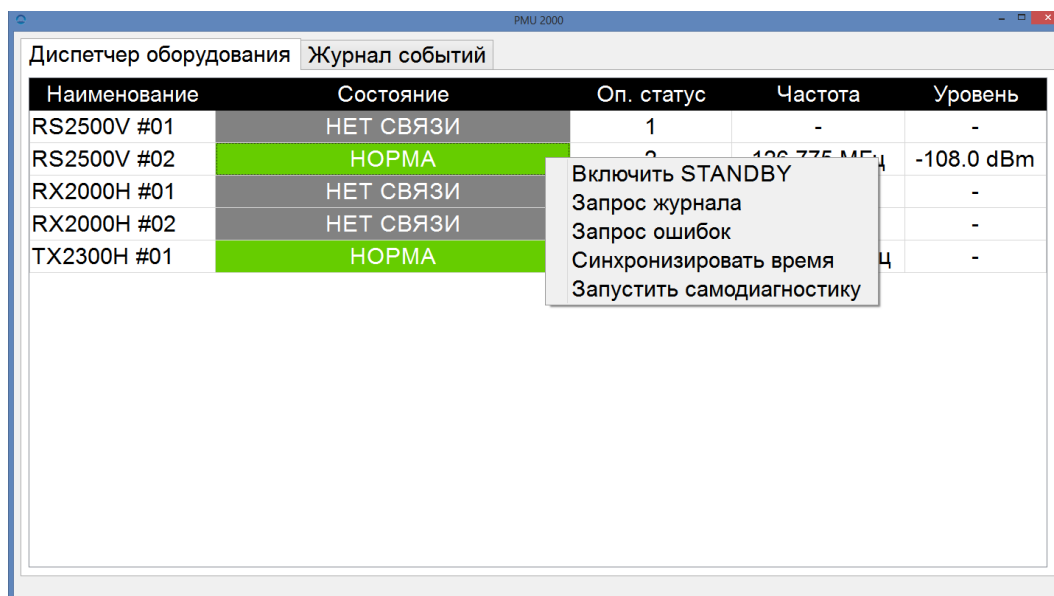 PMU 2000
Диспетчер оборудования Журнал событий
Наименование Состояние Оп. статус Частота Уровень
RS2500V #01 НЕТ СВЯЗИ 1 - -
RS2500V #02 НОРМА -108.0 dBm
Включить STANDBY
RX2000H #01 НЕТ СВЯЗИ -
Запрос журнала
RX2000H #02 НЕТ СВЯЗИ -
Запрос ошибок
TX2300H #01 НОРМА -
Синхронизировать время
Запустить самодиагностику